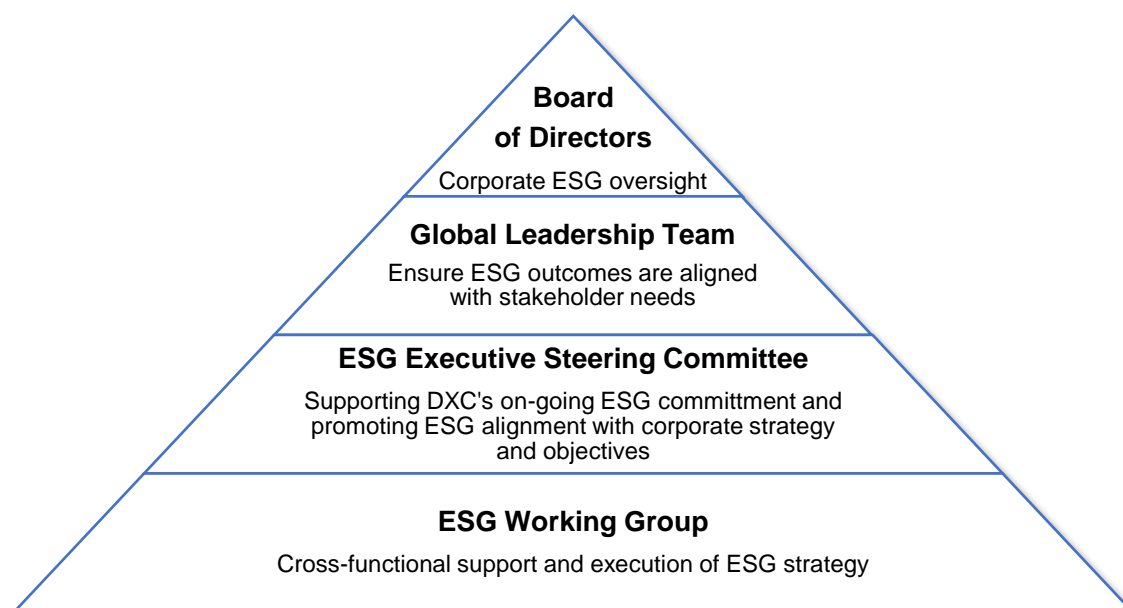 Board
of Directors
Corporate ESG oversight
Global Leadership Team
Ensure ESG outcomes are aligned
with stakeholder needs
ESG Executive Steering Committee
Supporting DXC's on-going ESG committment and
promoting ESG alignment with corporate strategy
and objectives
ESG Working Group
Cross-functional support and execution of ESG strategy